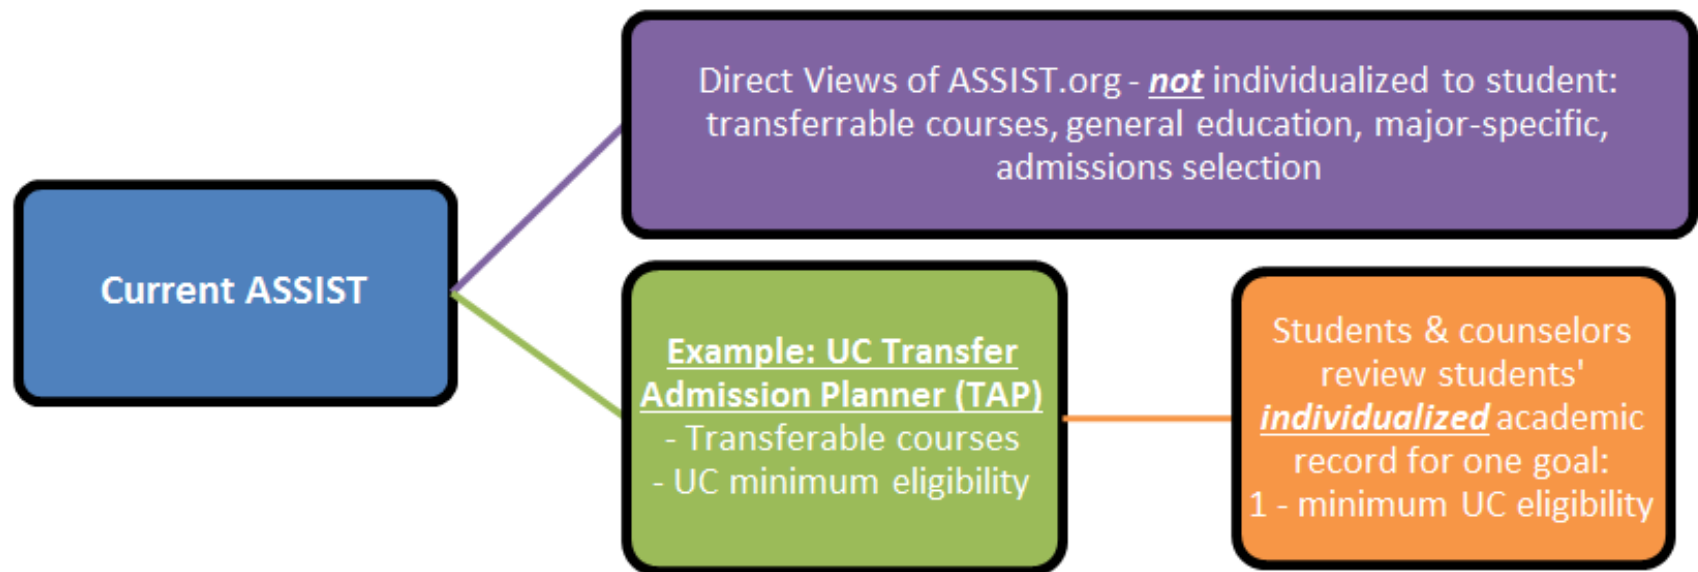 Current ASSIST
Direct Views of ASSIST.org - not individualized to student:
transferrable courses, general education, major-specific,
admissions selection
Example: UC Transfer
Admission Planner (TAP)
- Transferable courses
- UC minimum eligibility
Students & counselors
review students'
individualized academic
record for one goal:
1 - minimum UC eligibility